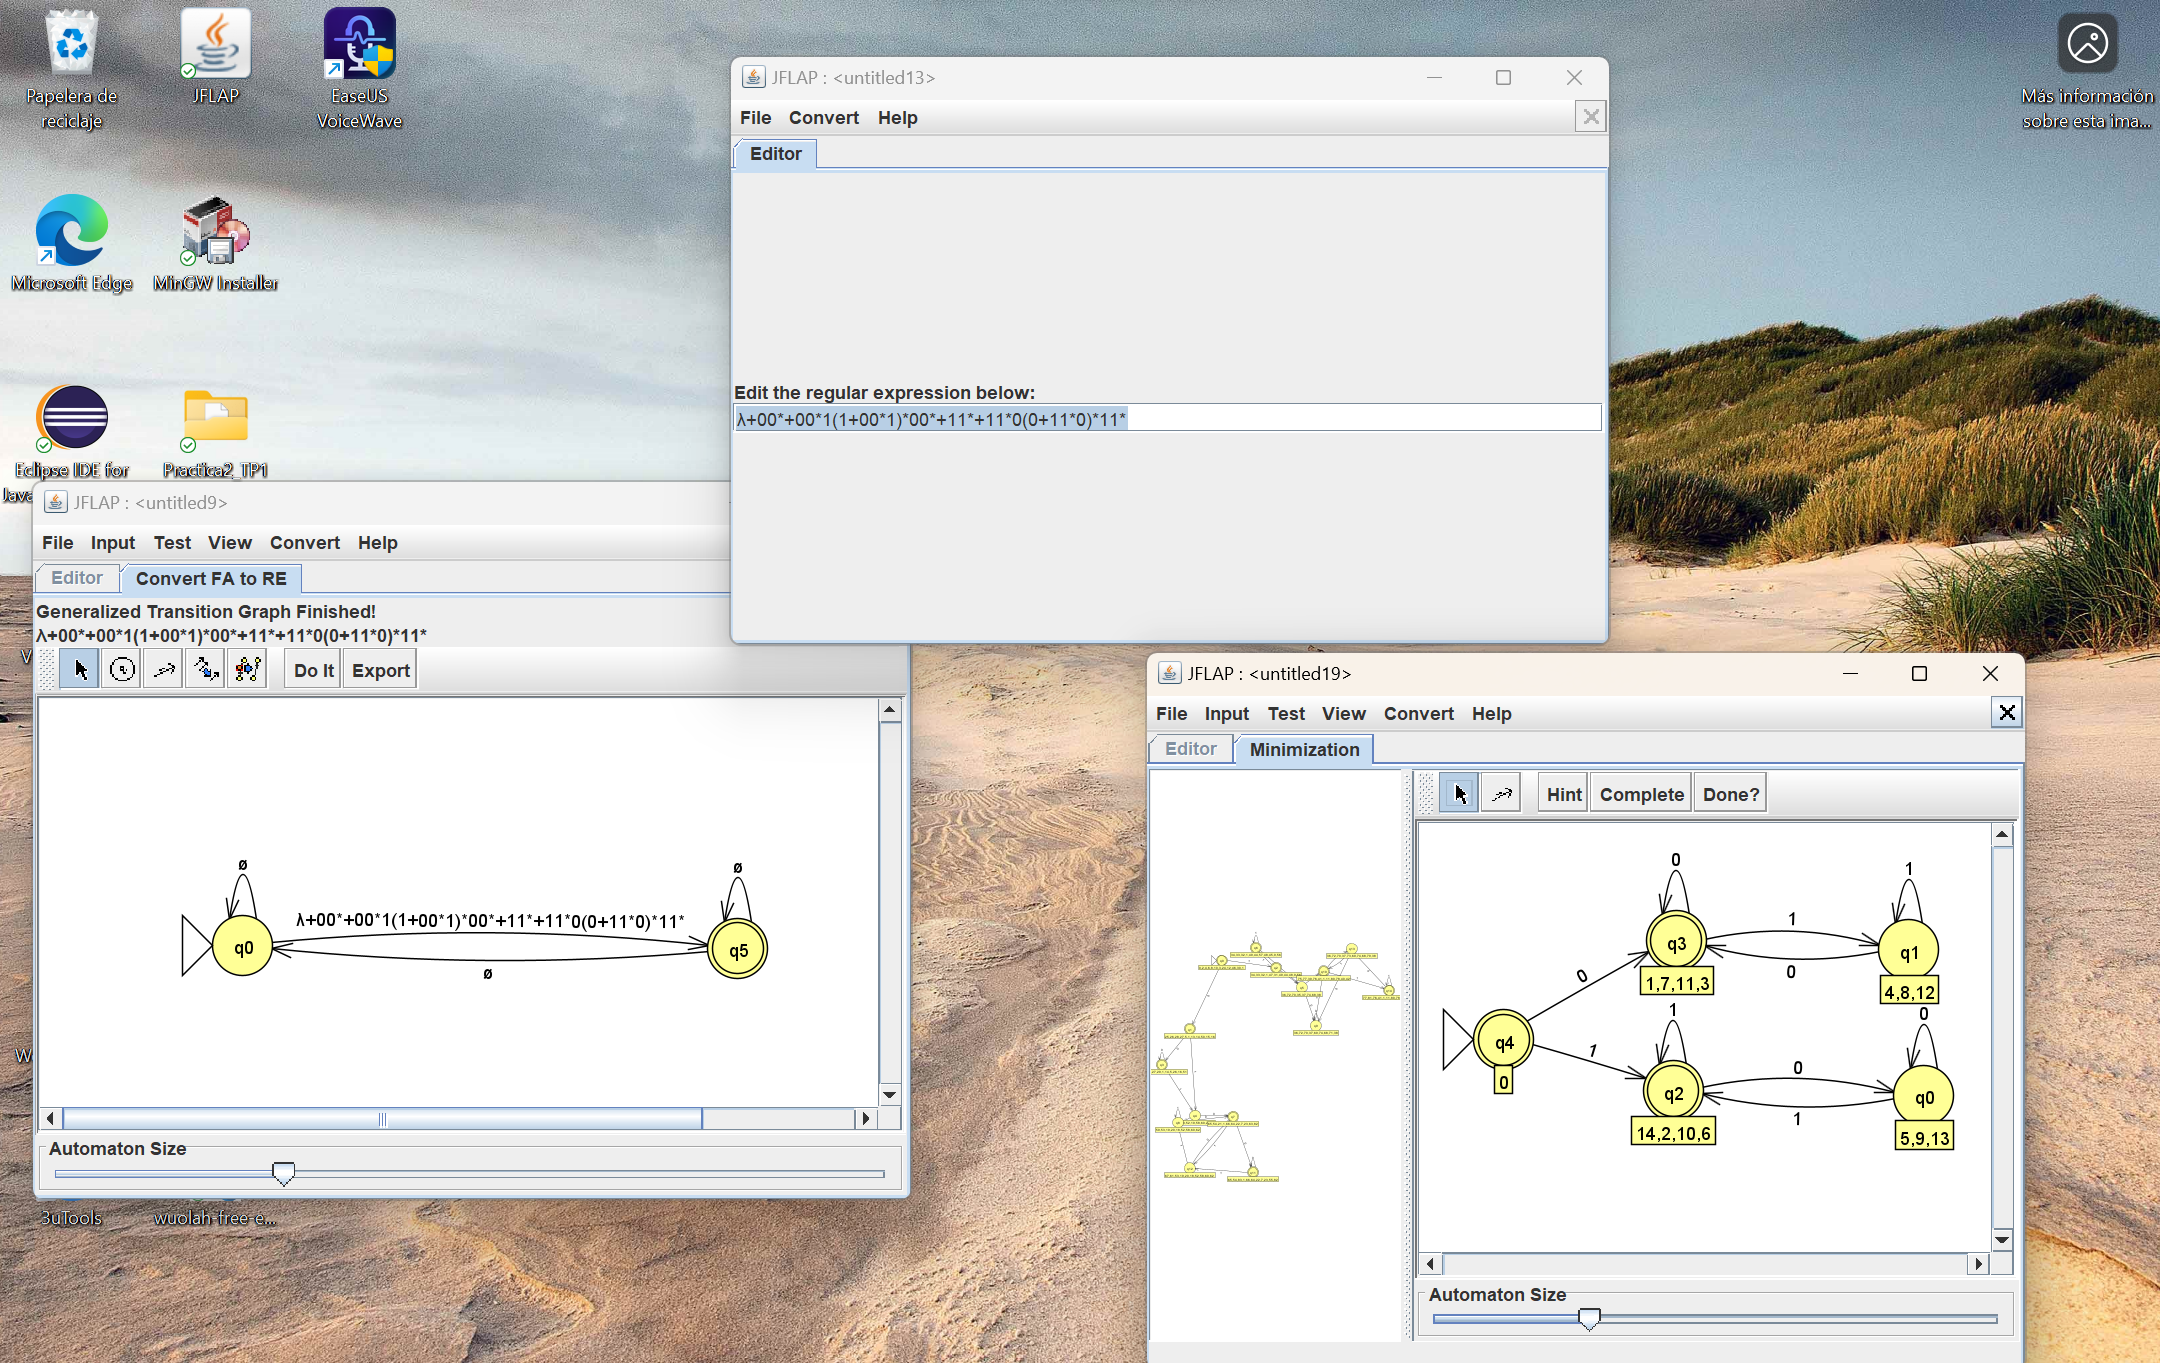 Papelera de
reciclaje
JFLAP
EaseUS
VoiceWave
Más información
sobre esta ima...
Microsoft Edge
MinGW Installer
Eclipse IDE for
Java
Practica2_TP1
3uTools
wuolah-free-e...
JFLAP : <untitled13>
File Convert Help
Editor
Edit the regular expression below:
λ+00*+00*1(1+00*1)*00*+11*+11*0(0+11*0)*11*
JFLAP : <untitled9>
File Input Test View Convert Help
Editor Convert FA to RE
Generalized Transition Graph Finished!
λ+00*+00*1(1+00*1)*00*+11*+11*0(0+11*0)*11*
Do It Export
ø ø
λ+00*+00*1(1+00*1)*00*+11*+11*0(0+11*0)*11*
q0 q5
ø
Automaton Size
JFLAP : <untitled19>
File Input Test View Convert Help
Editor Minimization
Hint Complete Done?
0 1
1
q3 q1
0 0
1,7,11,3 4,8,12
1 0
q4 1 0
0 q2 q0
1
14,2,10,6 5,9,13
Automaton Size